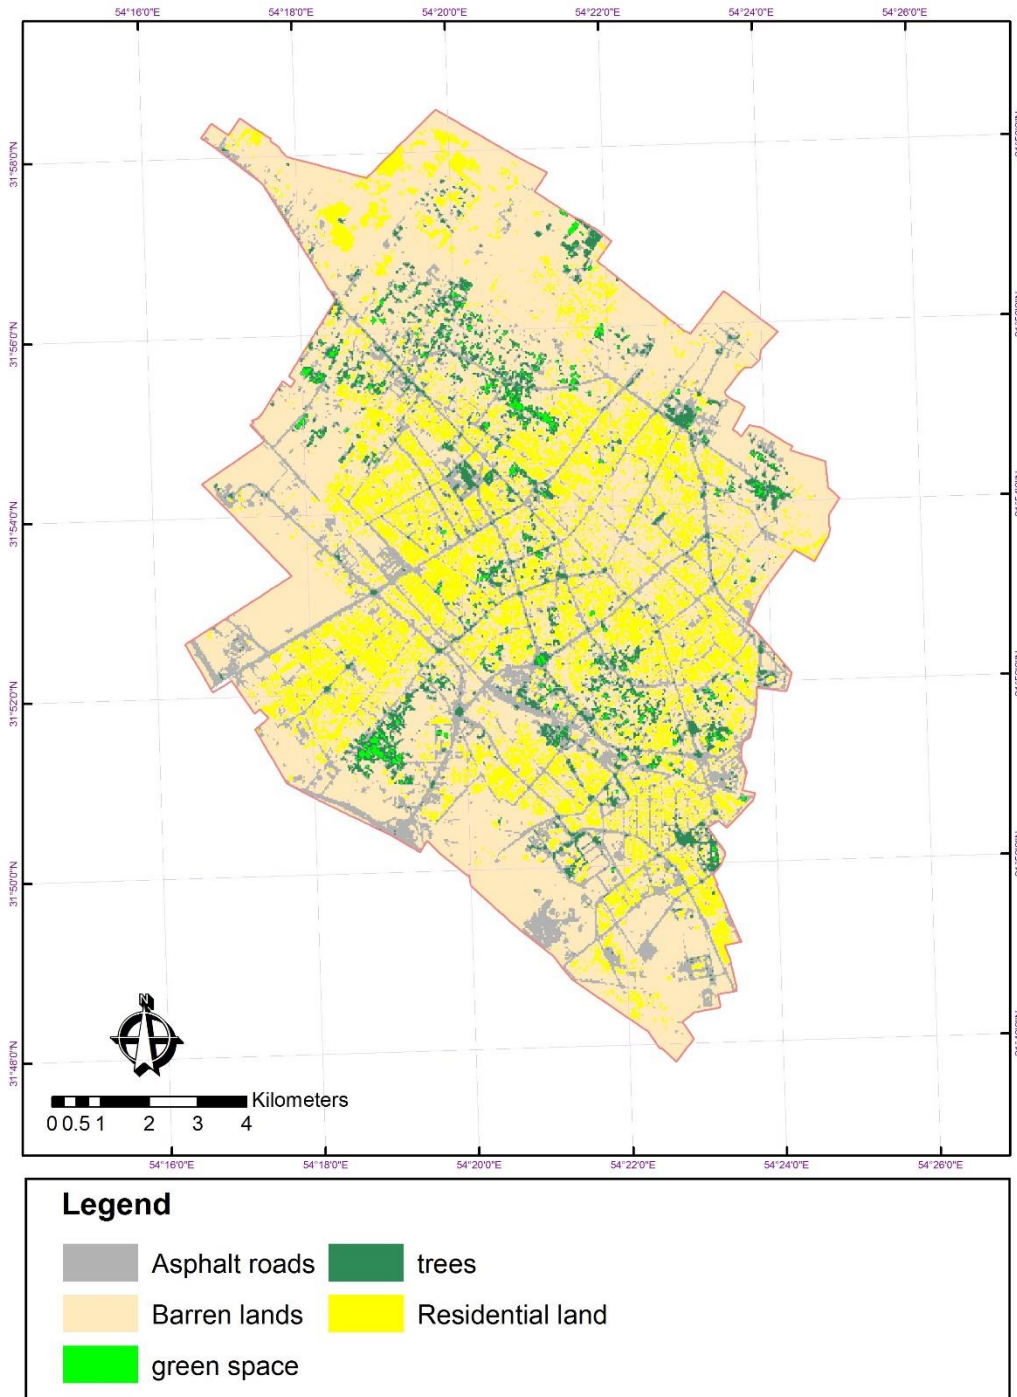 54°16'0"E 54°18'0"E 54°20'0"E 54°22'0"E 54°24'0"E 54°26'0"E
31°58'0"N
31°56'0"N
31°54'0"N
31°52'0"N
31°50'0"N
31°48'0"N
N
Kilometers
0 0.5 1 2 3 4
54°16'0"E 54°18'0"E 54°20'0"E 54°22'0"E 54°24'0"E 54°26'0"E
Legend
Asphalt roads trees
Barren lands Residential land
green space